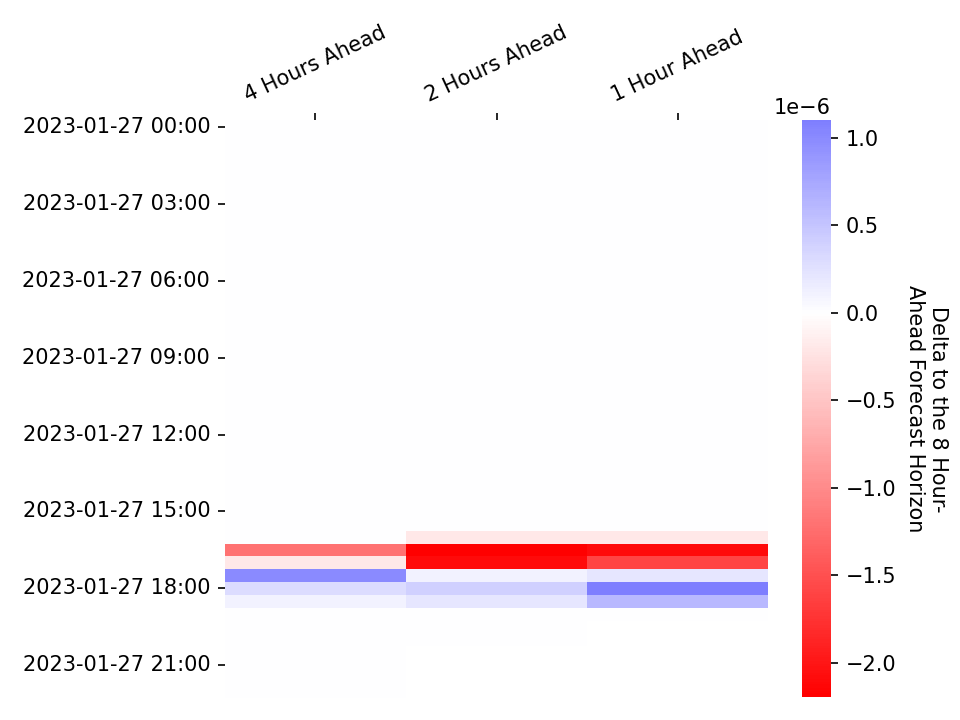 4 Hours Ahead
2 Hours Ahead
1 Hour Ahead
1e−6
2023-01-27 00:00
2023-01-27 03:00
2023-01-27 06:00
2023-01-27 09:00
2023-01-27 12:00
2023-01-27 15:00
2023-01-27 18:00
2023-01-27 21:00
1.0
0.5
0.0
−0.5
−1.0
−1.5
−2.0
Delta to the 8 Hour-
Ahead Forecast Horizon